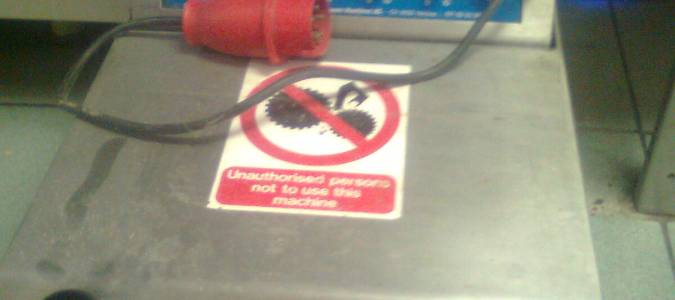 Unauthorised persons
not to use this
machine